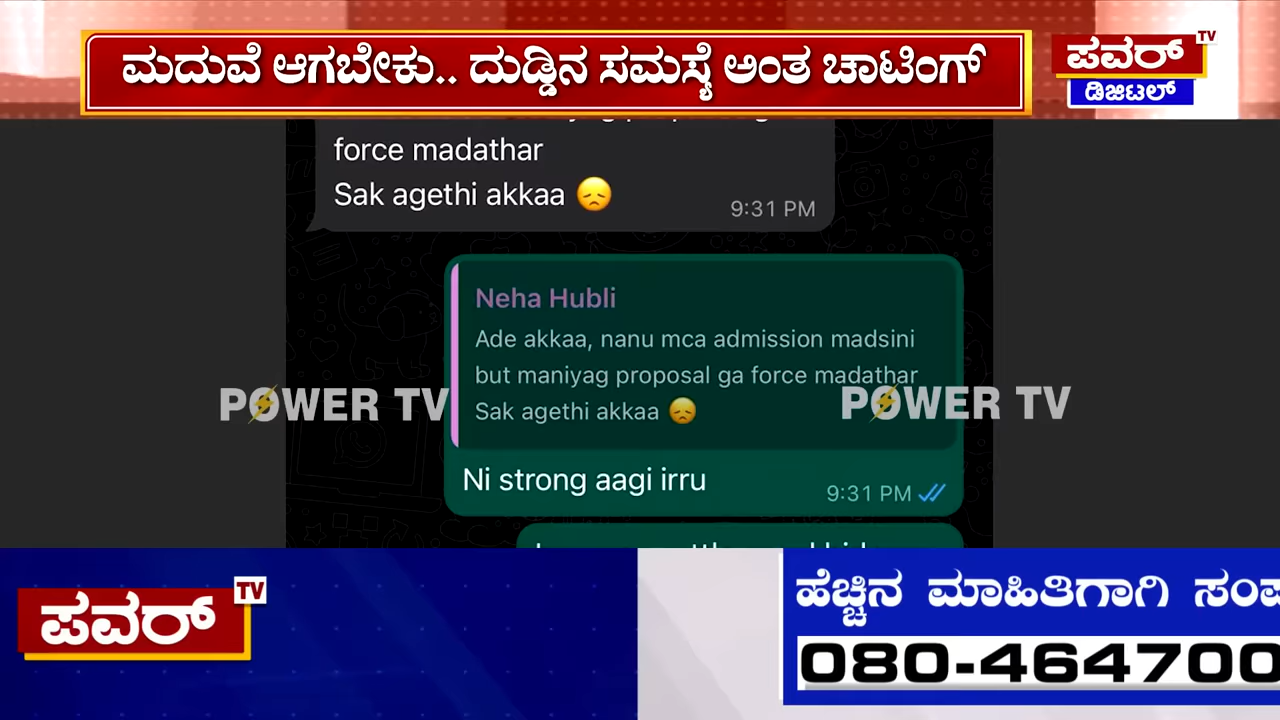 ಮದುವೆ ಆಗಬೇಕು.. ದುಡ್ಡಿನ ಸಮಸ್ಯೆ ಅಂತ ಚಾಟಿಂಗ್
ಪವರ್ TV
ಡಿಜಿಟಲ್
force madathar
Sak agethi akkaa 😞
9:31 PM
Neha Hubli
Ade akkaa, nanu mca admission madsini
but maniyag proposal ga force madathar
Sak agethi akkaa 😞
POWER TV
POWER TV
Ni strong aagi irru
9:31 PM
ಪವರ್ TV
ಹೆಚ್ಚಿನ ಮಾಹಿತಿಗಾಗಿ
080-464700